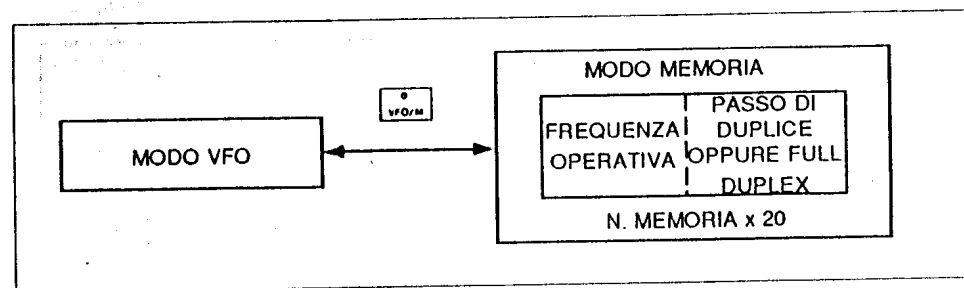 MODO MEMORIA
VFO/M
MODO VFO
FREQUENZA
OPERATIVA
PASSO DI
DUPLICE
OPPURE FULL
DUPLEX
N. MEMORIA x 20